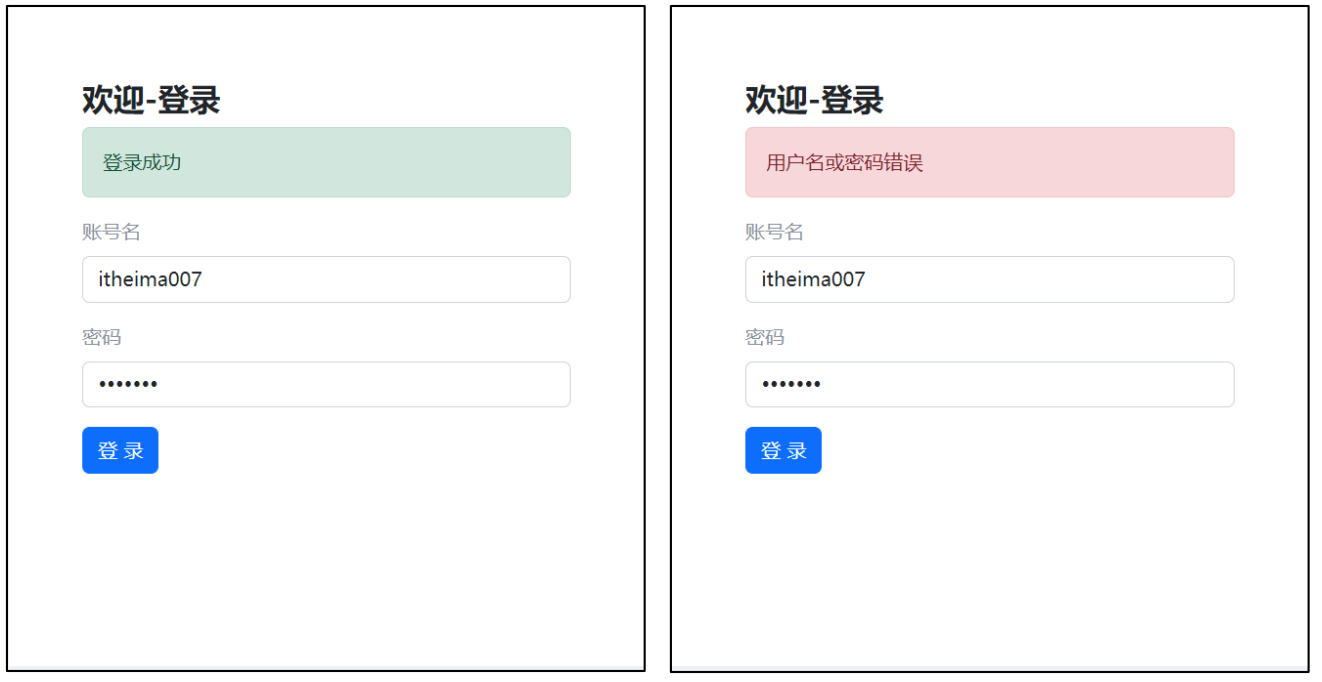 欢迎-登录
登录成功
账号名
itheima007
密码
•••••••
登 录
欢迎-登录
用户名或密码错误
账号名
itheima007
密码
•••••••
登 录